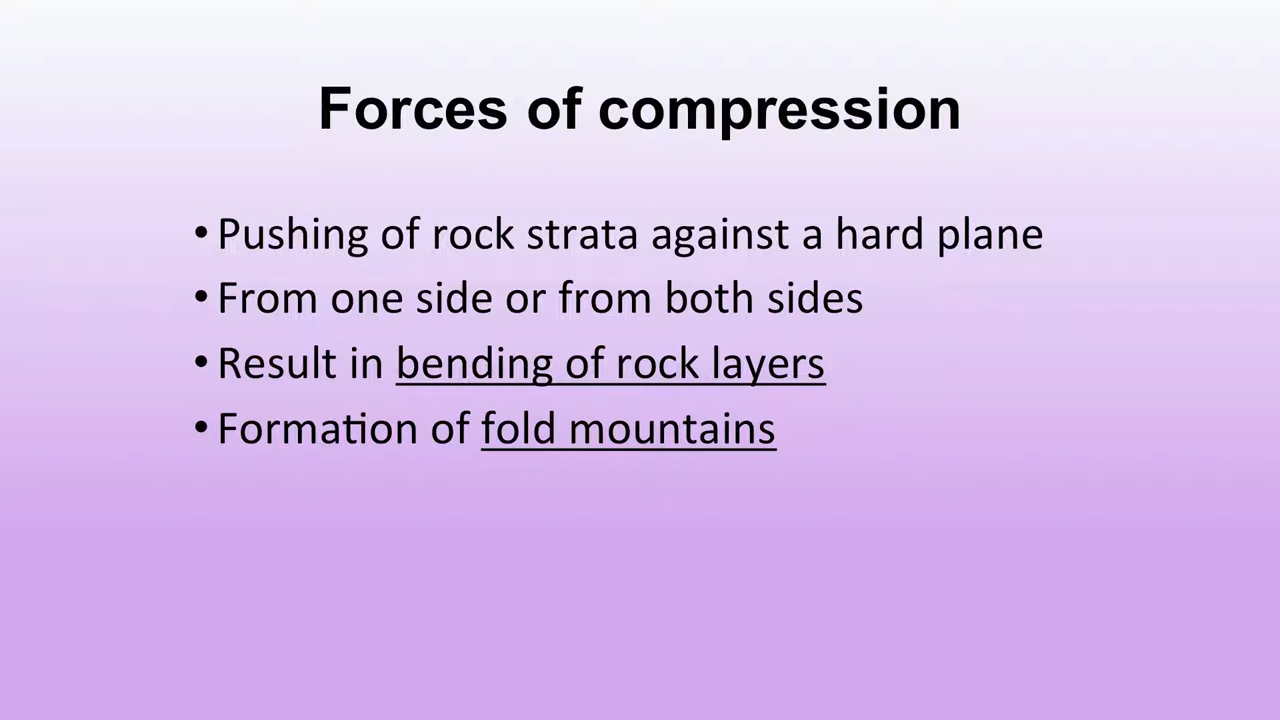 Forces of compression
• Pushing of rock strata against a hard plane
• From one side or from both sides
• Result in bending of rock layers
• Formation of fold mountains